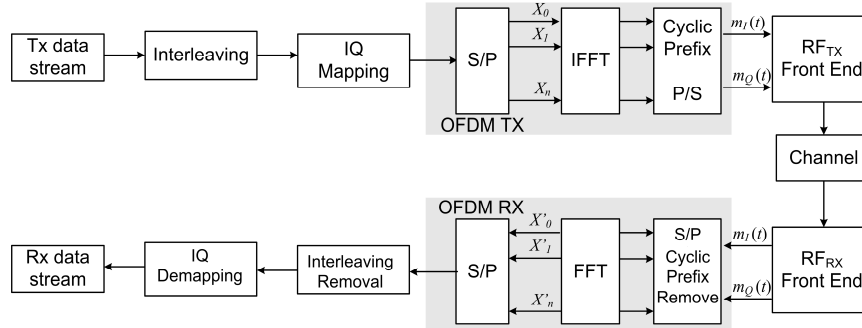 Tx data
stream
Interleaving
IQ
Mapping
S/P
X0
X1
Xn
IFFT
Cyclic
Prefix
P/S
OFDM TX
mI(t)
mQ(t)
RFTX
Front End
Channel
OFDM RX
Rx data
stream
IQ
Demapping
Interleaving
Removal
S/P
X'0
X'1
X'n
FFT
S/P
Cyclic
Prefix
Remove
mI(t)
mQ(t)
RFRX
Front End